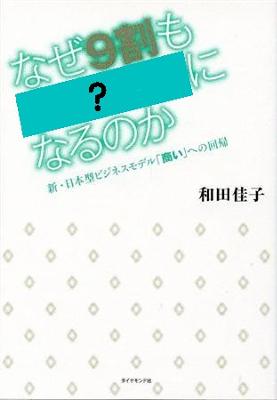 なぜ9割も
?
に
なるのか
新・日本型ビジネスモデル「商い」への回帰
和田佳子
ダイヤモンド社